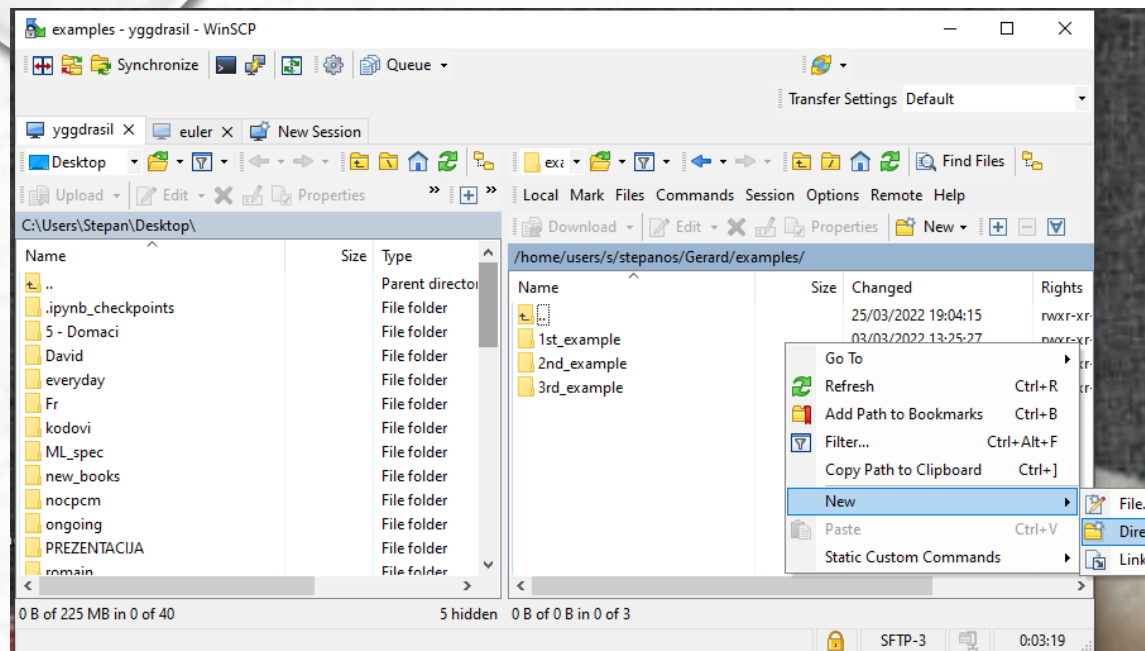 examples - yggdrasil - WinSCP
Synchronize Queue
Transfer Settings Default
yggdrasil euler New Session
Desktop
Upload Edit Properties
C:\Users\Stepan\Desktop\
Name Size Type
.. Parent director
.ipynb_checkpoints File folder
5 - Domaci File folder
David File folder
everyday File folder
Fr File folder
kodovi File folder
ML_spec File folder
new_books File folder
nocpcm File folder
ongoing File folder
PREZENTACIJA File folder
romain File folder
0 B of 225 MB in 0 of 40 5 hidden
exa Find Files
Local Mark Files Commands Session Options Remote Help
Download Edit Properties New
/home/users/s/stepanos/Gerard/examples/
Name Size Changed Rights
.. 25/03/2022 19:04:15 rwxr-xr-
1st_example 03/03/2022 13:25:27 rwxr-xr-
2nd_example
3rd_example
0 B of 0 B in 0 of 3
Go To
Refresh Ctrl+R
Add Path to Bookmarks Ctrl+B
Filter... Ctrl+Alt+F
Copy Path to Clipboard Ctrl+]
New
Paste Ctrl+V
Static Custom Commands
File.
Dire
Link
SFTP-3 0:03:19